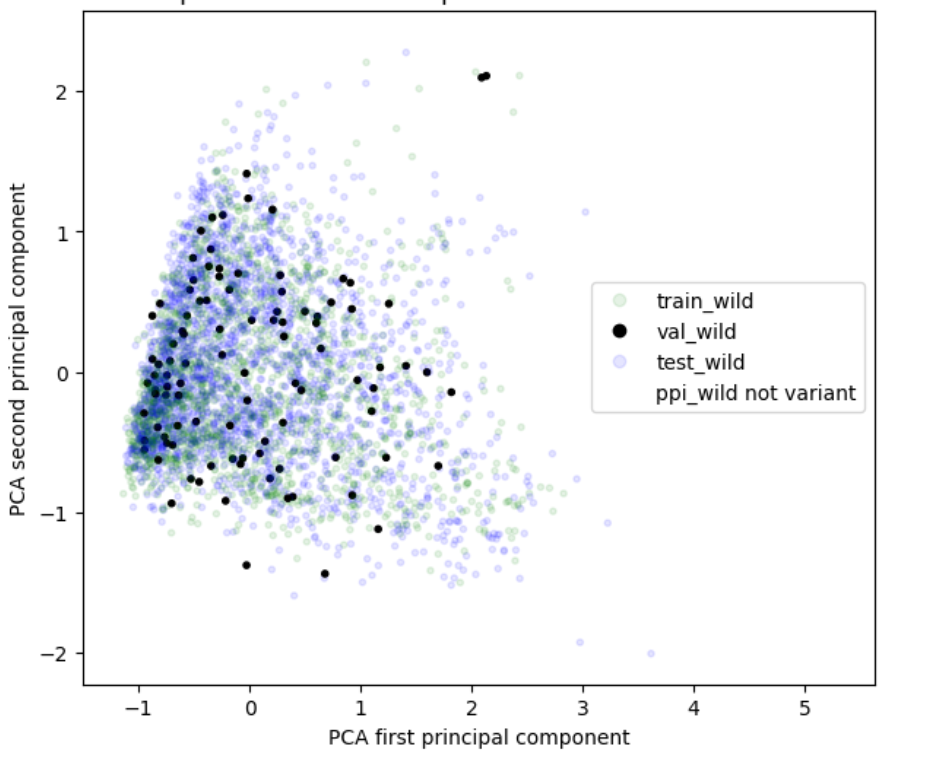 2
1
0
−1
−2
PCA second principal component
train_wild
val_wild
test_wild
ppi_wild not variant
−1 0 1 2 3 4 5
PCA first principal component